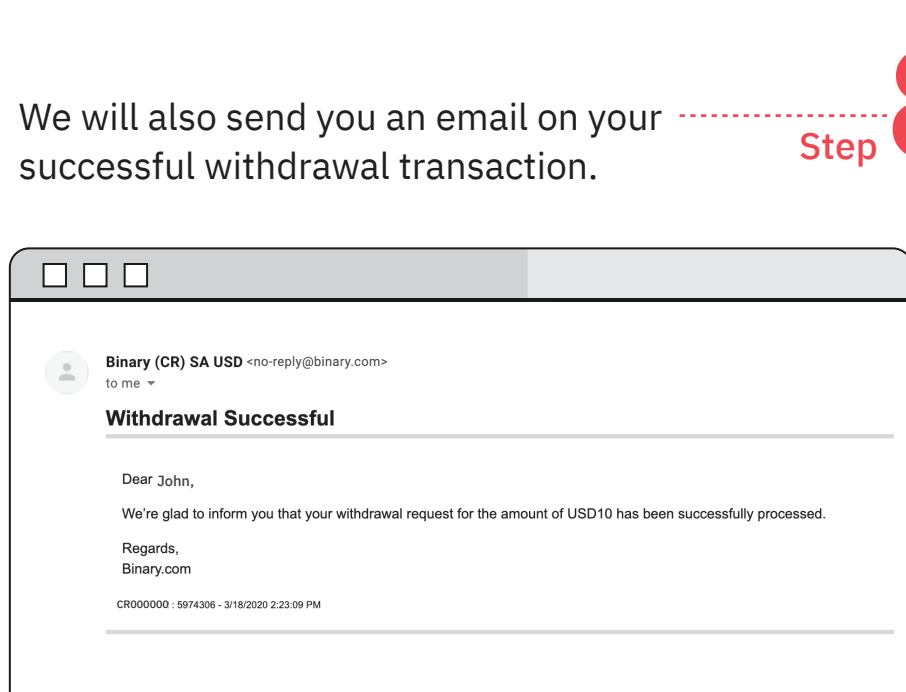 We will also send you an email on your
successful withdrawal transaction.
Step
Binary (CR) SA USD <no-reply@binary.com>
to me
Withdrawal Successful
Dear John,
We're glad to inform you that your withdrawal request for the amount of USD10 has been successfully processed.
Regards,
Binary.com
CR000000 : 5974306 - 3/18/2020 2:23:09 PM